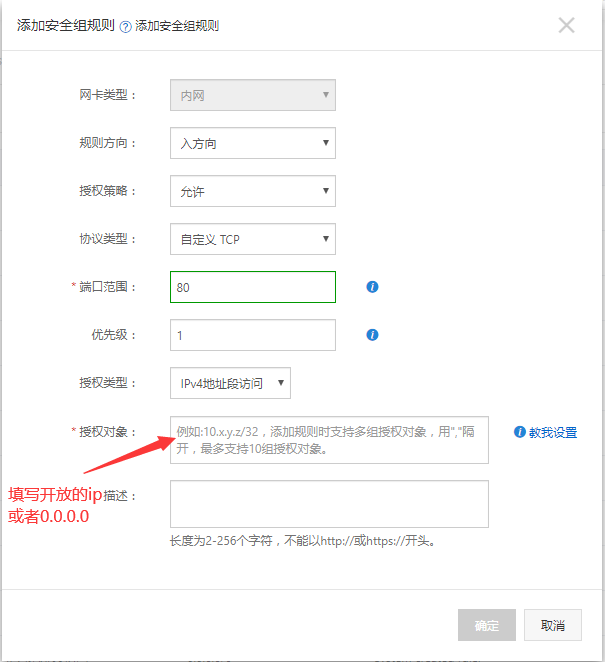 添加安全组规则 ? 添加安全组规则
网卡类型： 内网
规则方向： 入方向
授权策略： 允许
协议类型： 自定义 TCP
* 端口范围： 80
优先级： 1
授权类型： IPv4地址段访问
* 授权对象： 例如:10.x.y.z/32，添加规则时支持多组授权对象，用","隔
开，最多支持10组授权对象。
教我设置
填写开放的ip
或者0.0.0.0
描述：
长度为2-256个字符，不能以http://或https://开头。
确定 取消